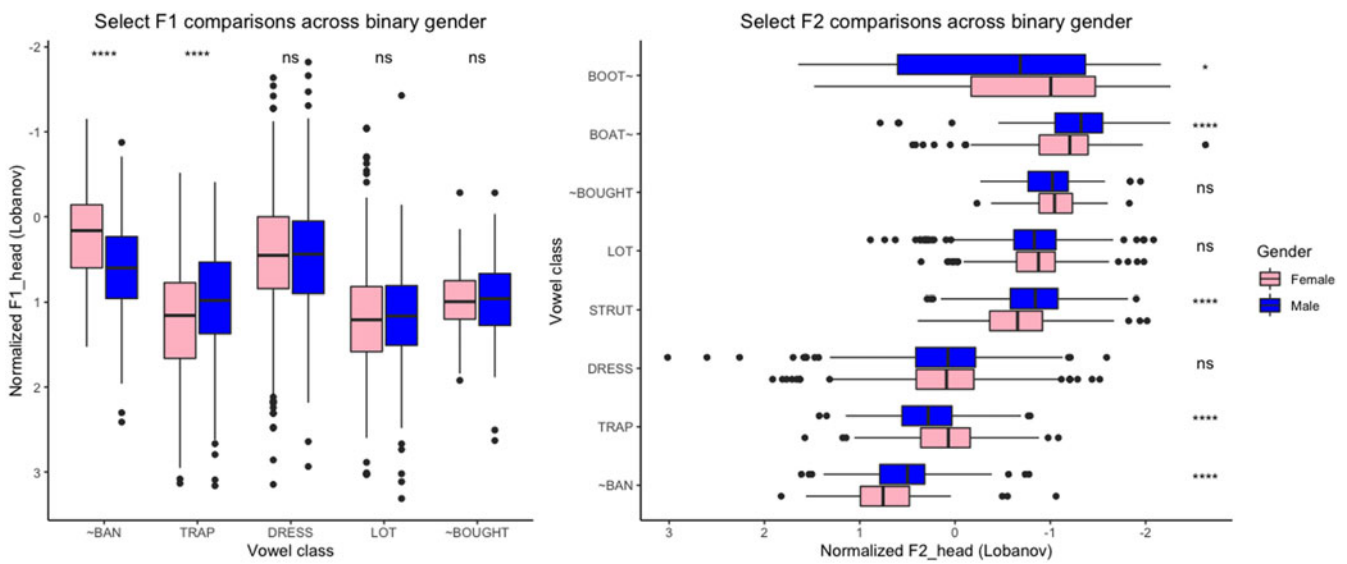 Select F1 comparisons across binary gender
**** **** ns ns ns
-2
-1
0
1
2
3
Normalized F1_head (Lobanov)
~BAN TRAP DRESS LOT ~BOUGHT
Vowel class
Select F2 comparisons across binary gender
BOOT~ *
BOAT~ ****
~BOUGHT ns
LOT ns
STRUT ****
DRESS ns
TRAP ****
~BAN ****
Vowel class
3 2 1 0 -1 -2
Normalized F2_head (Lobanov)
Gender
Female
Male